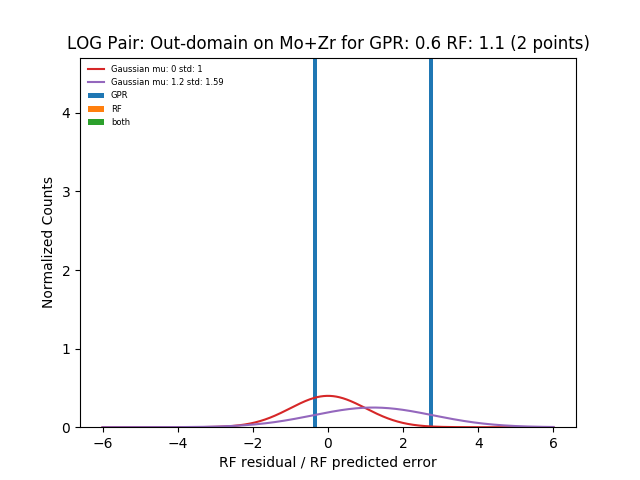 LOG Pair: Out-domain on Mo+Zr for GPR: 0.6 RF: 1.1 (2 points)
Gaussian mu: 0 std: 1
Gaussian mu: 1.2 std: 1.59
GPR
RF
both
Normalized Counts
4
3
2
1
0
−6 −4 −2 0 2 4 6
RF residual / RF predicted error